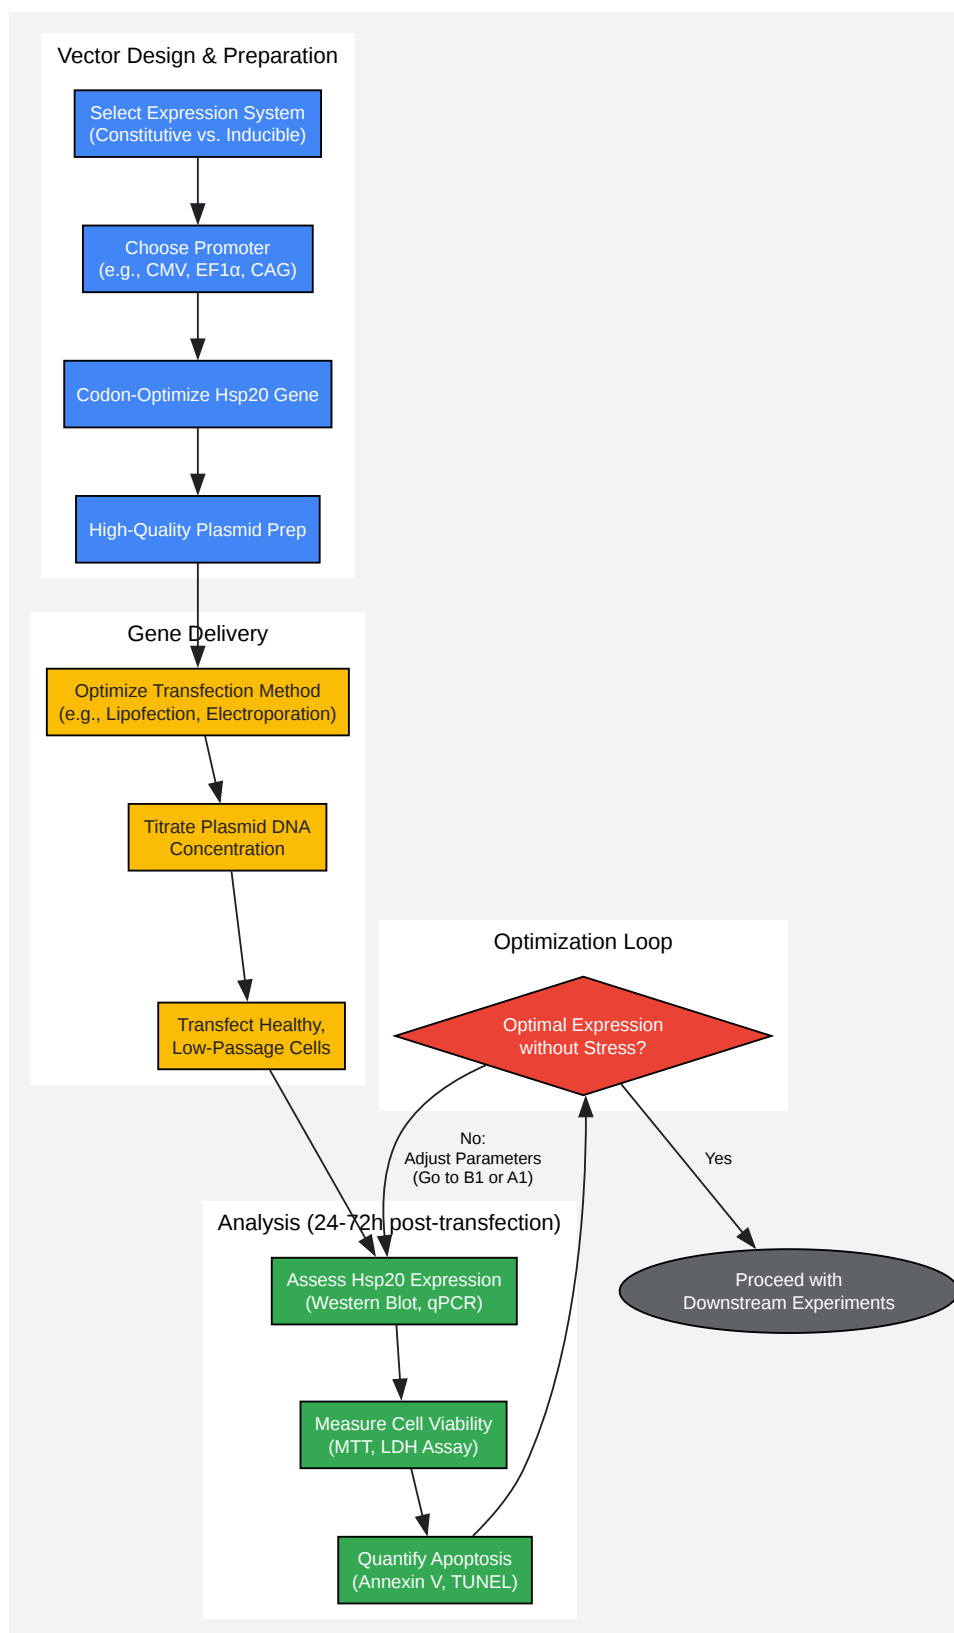 Vector Design & Preparation
Select Expression System
(Constitutive vs. Inducible)
Choose Promoter
(e.g., CMV, EF1α, CAG)
Codon-Optimize Hsp20 Gene
High-Quality Plasmid Prep
Gene Delivery
Optimize Transfection Method
(e.g., Lipofection, Electroporation)
Titrate Plasmid DNA
Concentration
Transfect Healthy,
Low-Passage Cells
Optimization Loop
Optimal Expression
without Stress?
No:
Adjust Parameters
(Go to B1 or A1)
Yes
Analysis (24-72h post-transfection)
Assess Hsp20 Expression
(Western Blot, qPCR)
Proceed with
Downstream Experiments
Measure Cell Viability
(MTT, LDH Assay)
Quantify Apoptosis
(Annexin V, TUNEL)